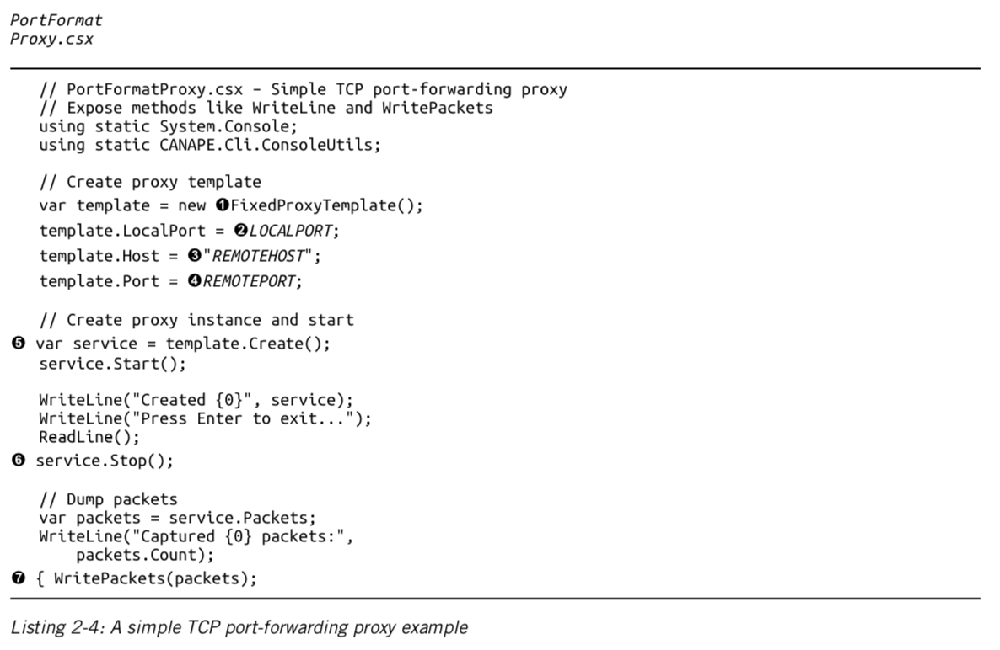 PortFormat
Proxy.csx
// PortFormatProxy.csx – Simple TCP port-forwarding proxy
// Expose methods like WriteLine and WritePackets
using static System.Console;
using static CANAPE.Cli.ConsoleUtils;
// Create proxy template
var template = new ❶FixedProxyTemplate();
template.LocalPort = ❷LOCALPORT;
template.Host = ❸"REMOTEHOST";
template.Port = ❹REMOTEPORT;
// Create proxy instance and start
❺ var service = template.Create();
service.Start();
WriteLine("Created {0}", service);
WriteLine("Press Enter to exit...");
ReadLine();
❻ service.Stop();
// Dump packets
var packets = service.Packets;
WriteLine("Captured {0} packets:",
packets.Count);
❼ { WritePackets(packets);
Listing 2-4: A simple TCP port-forwarding proxy example